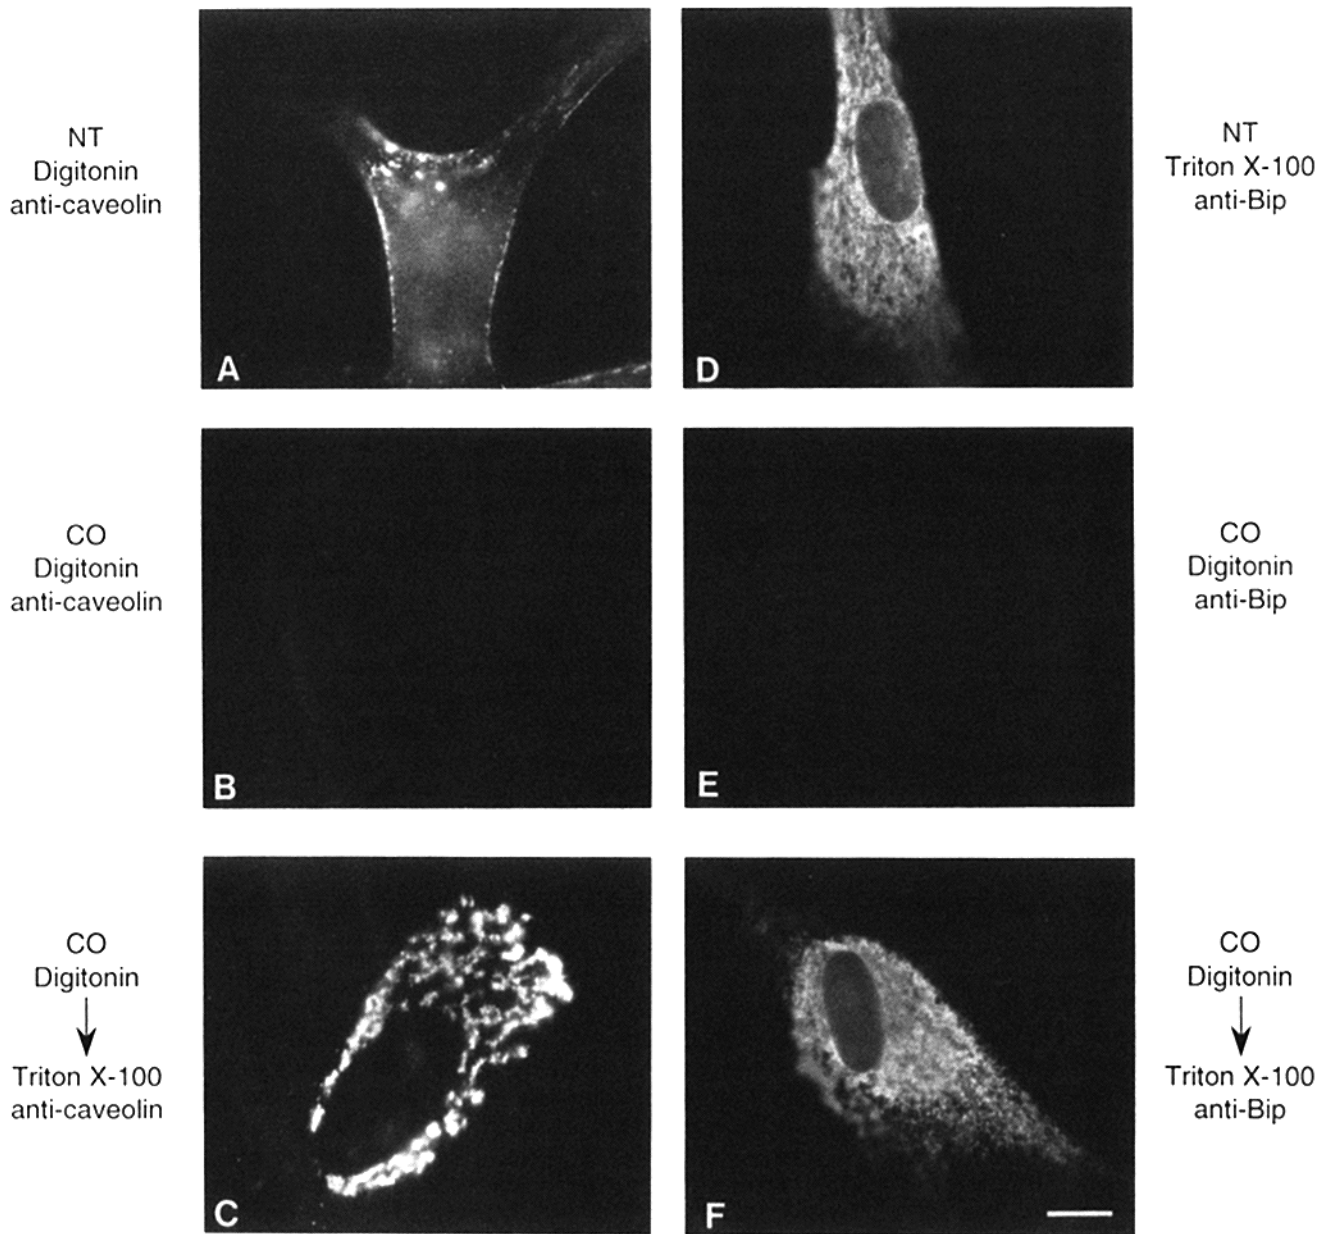 NT
Digitonin
anti-caveolin
A
D
NT
Triton X-100
anti-Bip
CO
Digitonin
anti-caveolin
B
E
CO
Digitonin
anti-Bip
CO
Digitonin
Triton X-100
anti-caveolin
C
F
CO
Digitonin
Triton X-100
anti-Bip